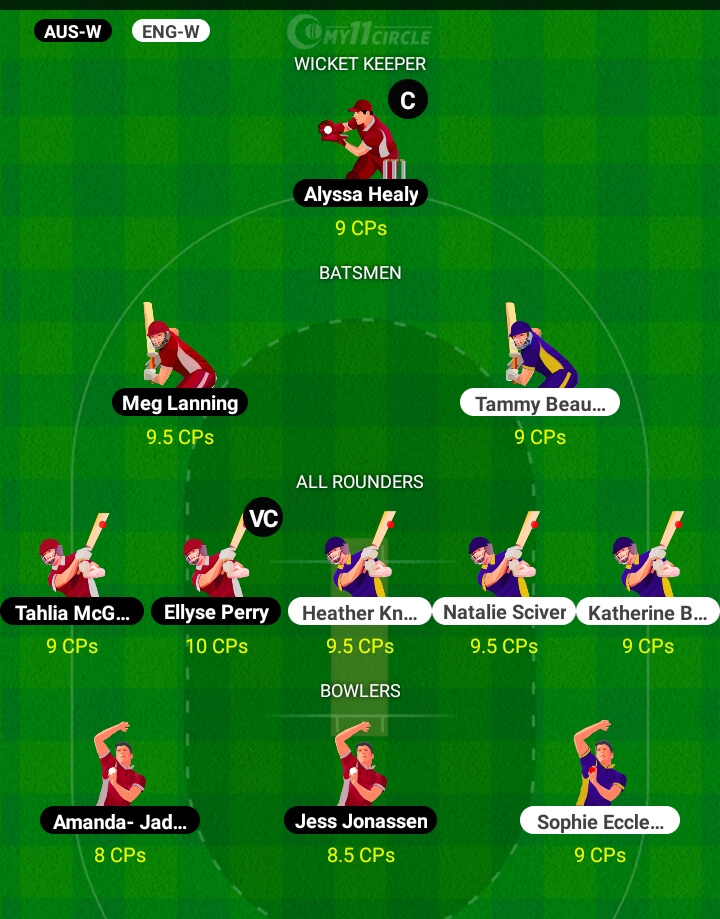 AUS-W ENG-W MY11CIRCLE
WICKET KEEPER
C
Alyssa Healy
9 CPs
BATSMEN
Meg Lanning Tammy Beau...
9.5 CPs 9 CPs
ALL ROUNDERS
VC
Tahlia McG... Ellyse Perry Heather Kn... Natalie Sciver Katherine B...
9 CPs 10 CPs 9.5 CPs 9.5 CPs 9 CPs
BOWLERS
Amanda- Jad... Jess Jonassen Sophie Eccle...
8 CPs 8.5 CPs 9 CPs